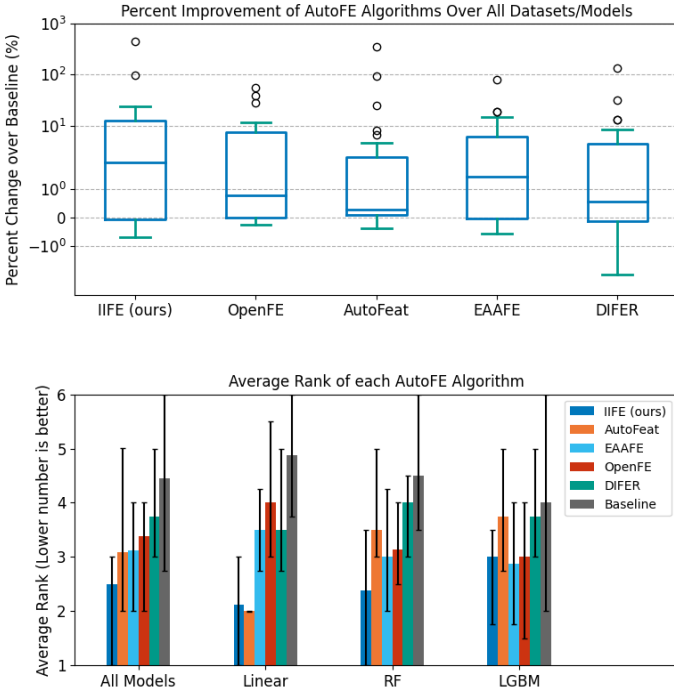 Percent Improvement of AutoFE Algorithms Over All Datasets/Models
Percent Change over Baseline (%)
10³
10²
10¹
10⁰
0
−10⁰
IIFE (ours)
OpenFE
AutoFeat
EAAFE
DIFER
Average Rank of each AutoFE Algorithm
Average Rank (Lower number is better)
6
5
4
3
2
1
IIFE (ours)
AutoFeat
EAAFE
OpenFE
DIFER
Baseline
All Models
Linear
RF
LGBM